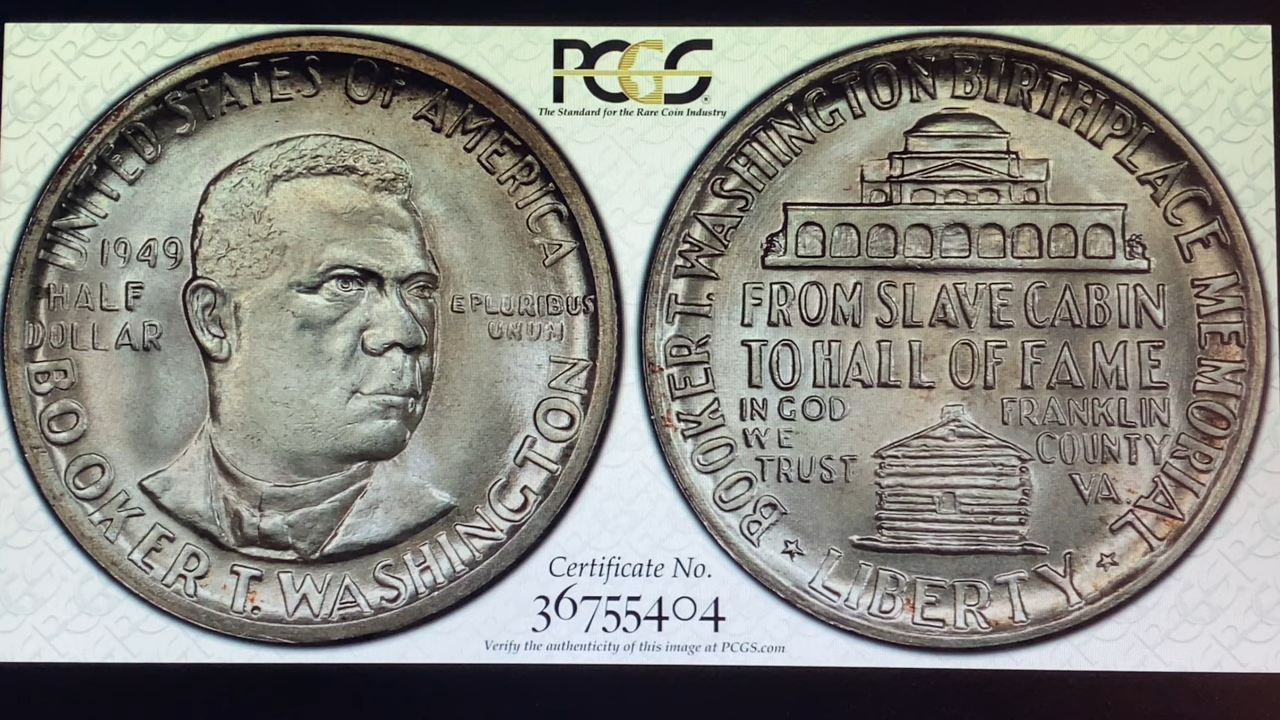 UNITED STATES OF AMERICA
1949
HALF
DOLLAR
E PLURIBUS
UNUM
BOOKER T. WASHINGTON
PCGS
The Standard for the Rare Coin Industry
Certificate No.
36755404
Verify the authenticity of this image at PCGS.com
BOOKER T. WASHINGTON BIRTHPLACE MEMORIAL
FROM SLAVE CABIN
TO HALL OF FAME
IN GOD
WE
TRUST
FRANKLIN
COUNTY
VA
LIBERTY